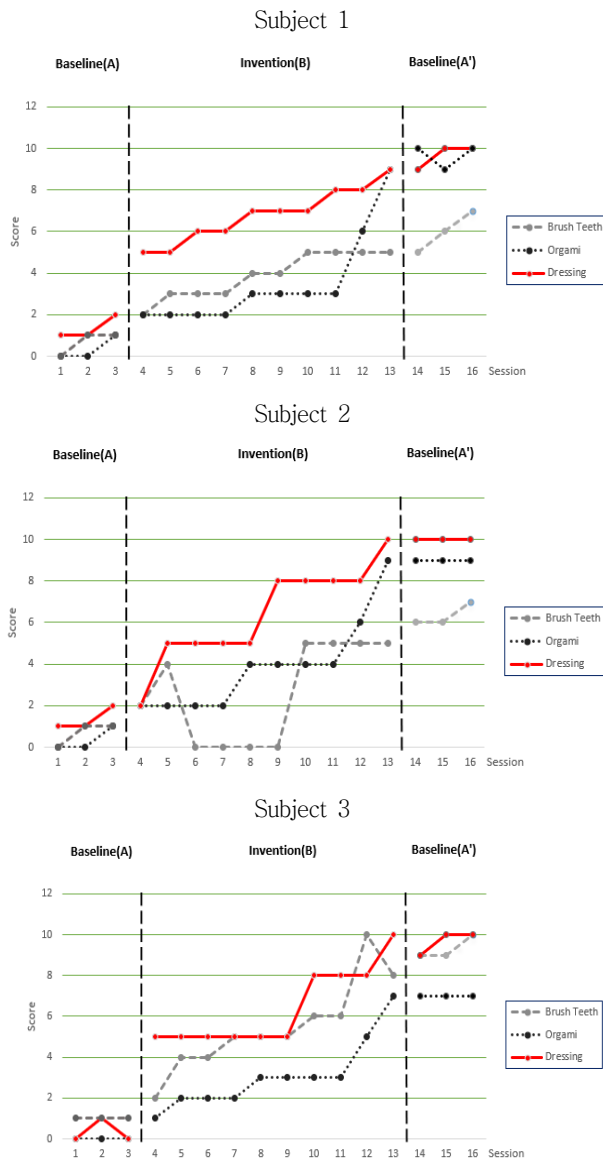 Subject 1
Baseline(A) Invention(B) Baseline(A')
12
10
8
6
4
2
0
Score
1 2 3 4 5 6 7 8 9 10 11 12 13 14 15 16 Session
Brush Teeth
Orgami
Dressing
Subject 2
Baseline(A) Invention(B) Baseline(A')
12
10
8
6
4
2
0
Score
1 2 3 4 5 6 7 8 9 10 11 12 13 14 15 16 Session
Brush Teeth
Orgami
Dressing
Subject 3
Baseline(A) Invention(B) Baseline(A')
12
10
8
6
4
2
0
Score
1 2 3 4 5 6 7 8 9 10 11 12 13 14 15 16 Session
Brush Teeth
Orgami
Dressing